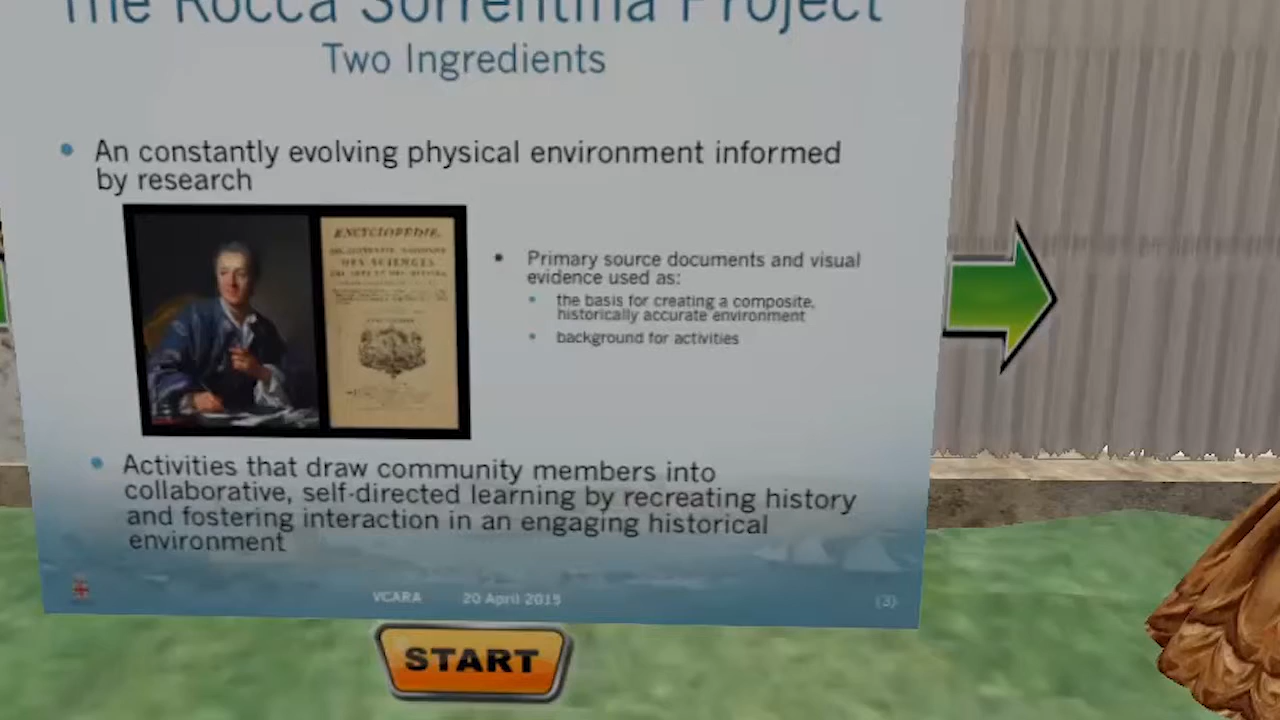 The Rocca Sorrentina Project
Two Ingredients
An constantly evolving physical environment informed
by research
ENCYCLOPEDIE,
DES SCIENCES,
Primary source documents and visual
evidence used as:
the basis for creating a composite,
historically accurate environment
background for activities
Activities that draw community members into
collaborative, self-directed learning by recreating history
and fostering interaction in an engaging historical
environment
VCARA 20 April 2015 (3)
START